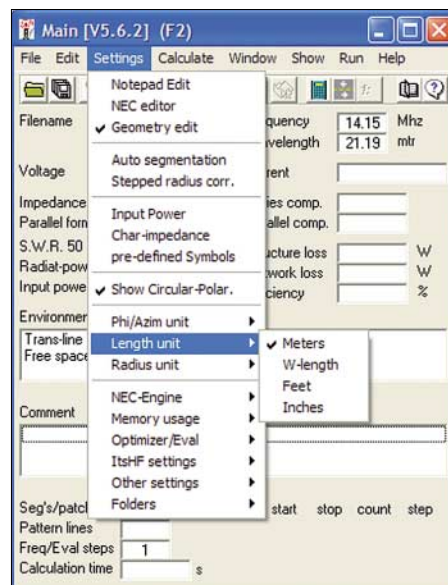 Main [V5.6.2] (F2)
File Edit Settings Calculate Window Show Run Help
Filename
Voltage
Impedance
Parallel form
S.W.R. 50
Radiat-pow
Input powe
Environmen
Trans-line
Free space
Comment
Seg's/patch
Pattern lines
Freq/Eval steps 1
Calculation time s
Notepad Edit
NEC editor
Geometry edit
Auto segmentation
Stepped radius corr.
Input Power
Char-impedance
pre-defined Symbols
Show Circular-Polar.
Phi/Azim unit
Length unit
Radius unit
NEC-Engine
Memory usage
Optimizer/Eval
ItsHF settings
Other settings
Folders
Meters
W-length
Feet
Inches
quency 14.15 Mhz
velength 21.19 mtr
rent
ies comp.
allel comp.
ucture loss W
work loss W
ciency %
start stop count step